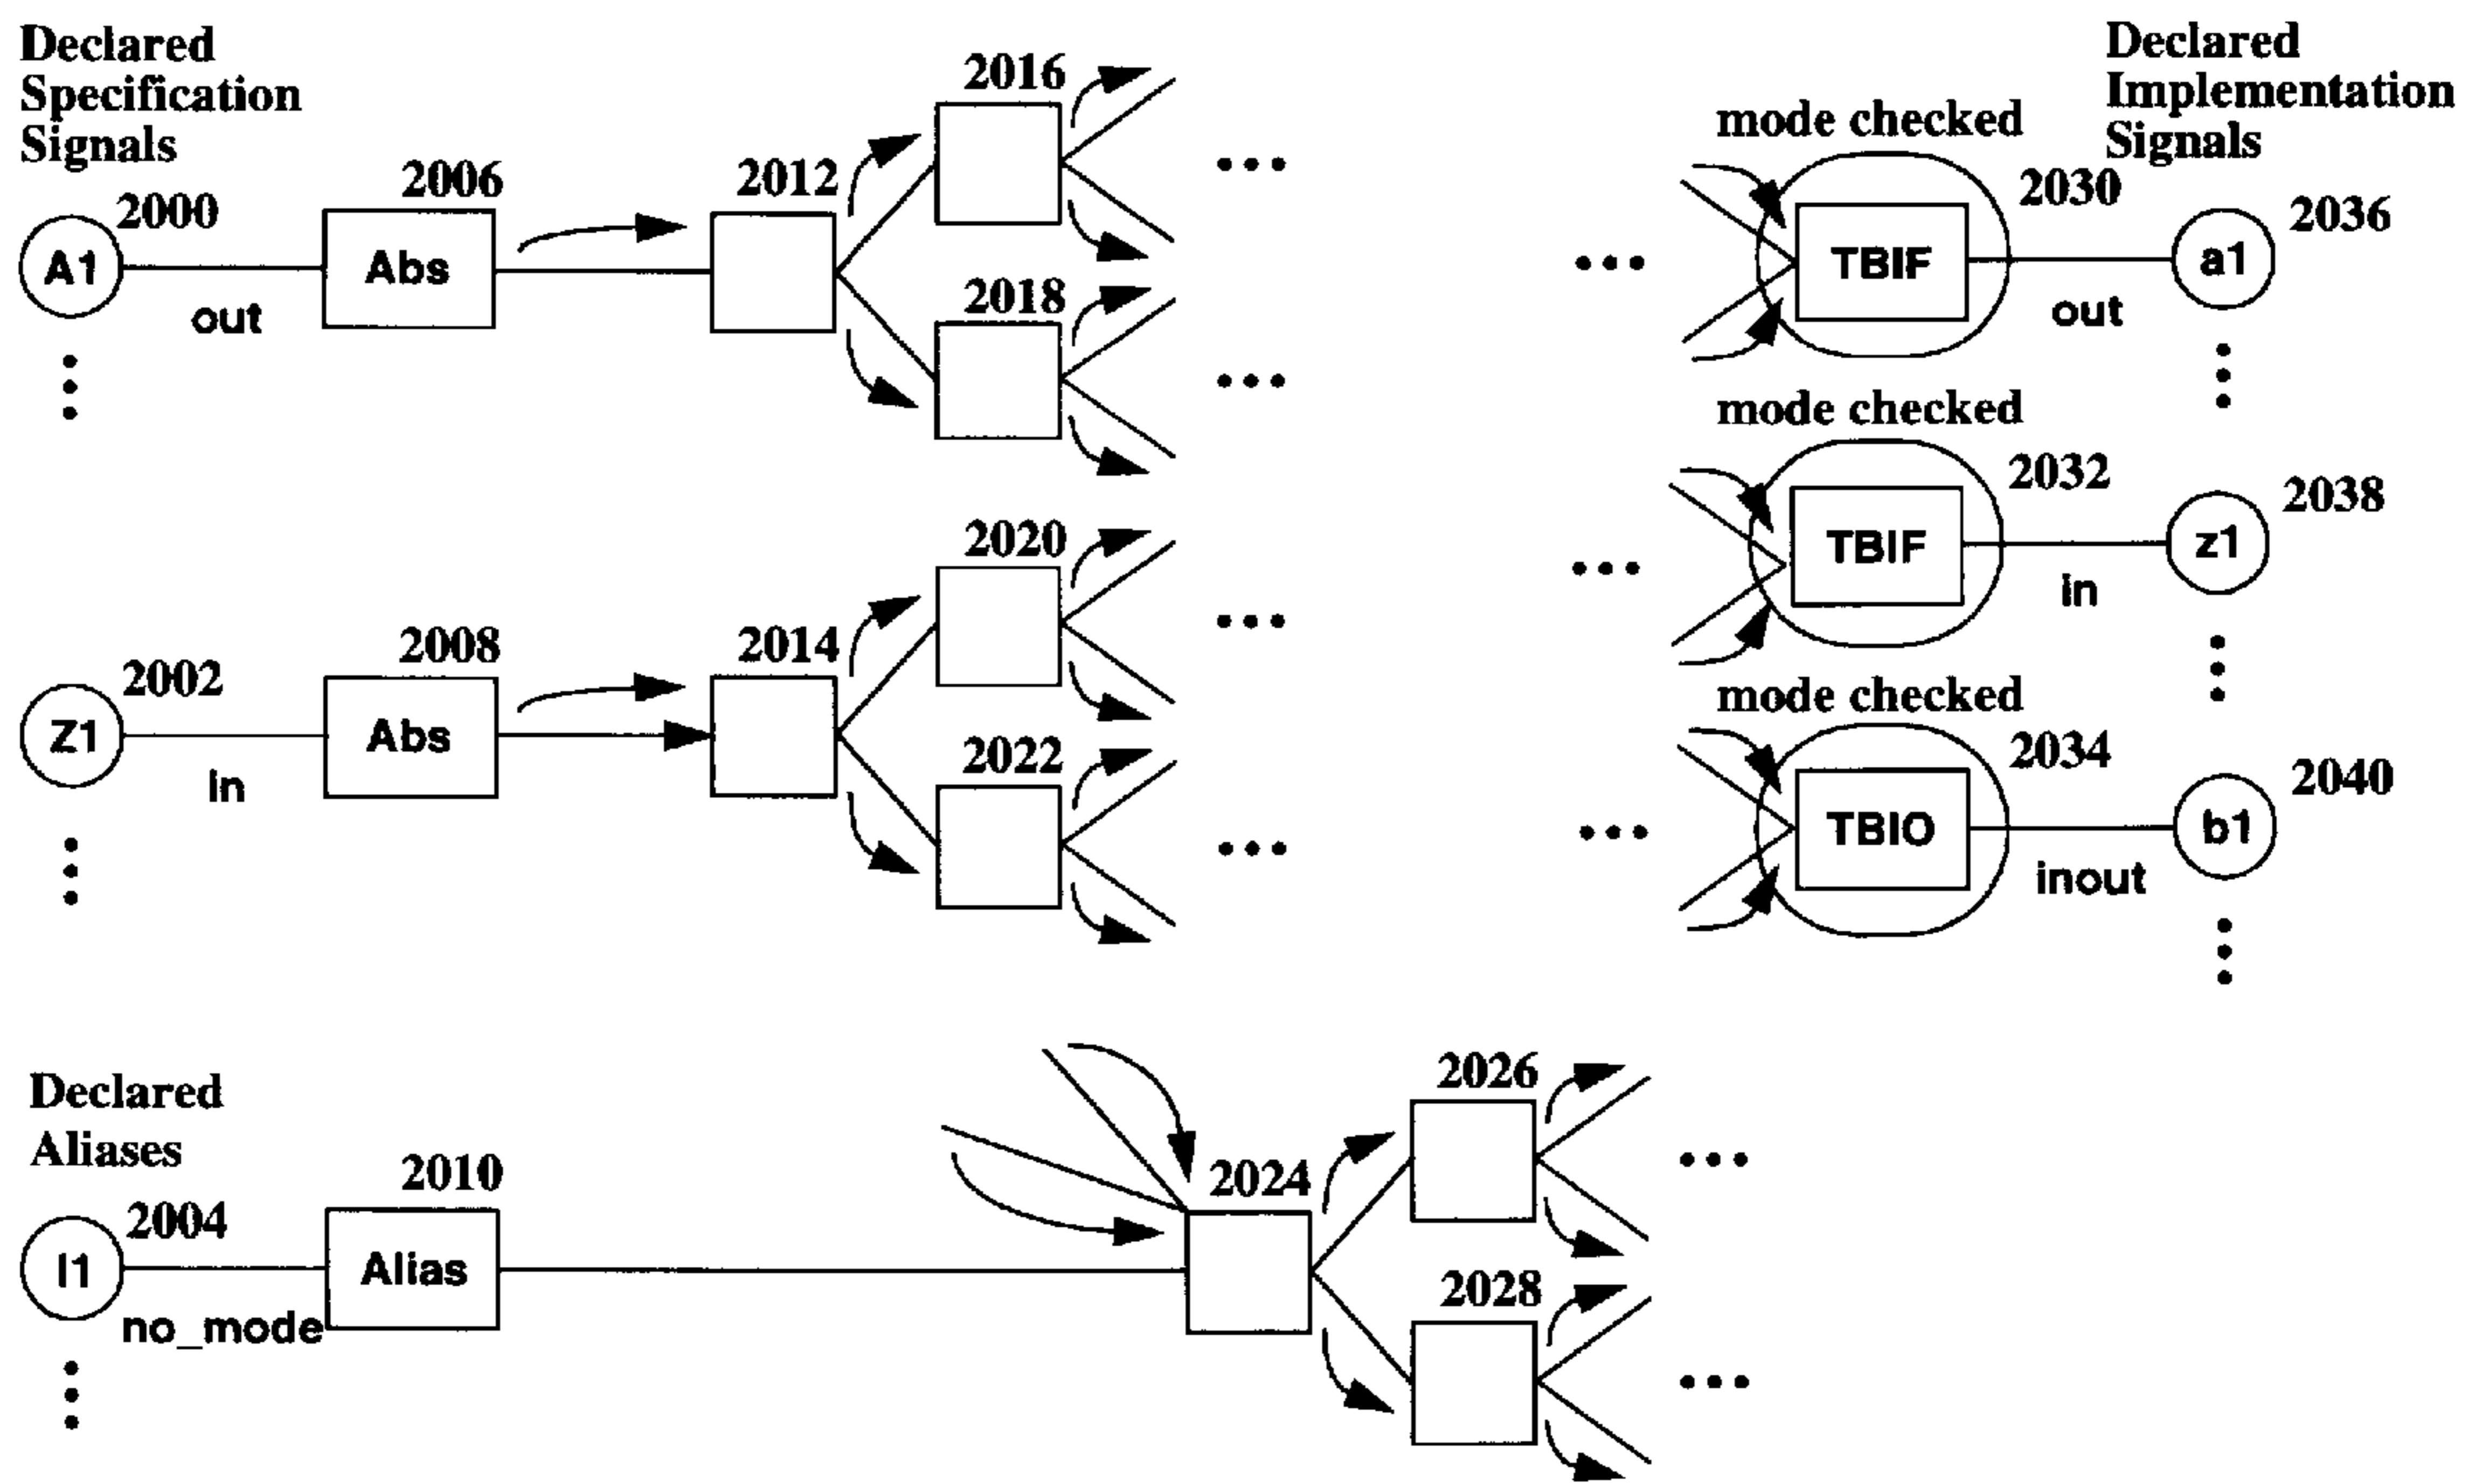 Declared
Specification
Signals
2000
A1
out
2006
Abs
2012
2016
2018
mode checked
2030
TBIF
out
Declared
Implementation
Signals
2036
a1
2002
Z1
in
2008
Abs
2014
2020
2022
mode checked
2032
TBIF
in
2038
z1
mode checked
2034
TBIO
inout
2040
b1
Declared
Aliases
2004
I1
no_mode
2010
Alias
2024
2026
2028